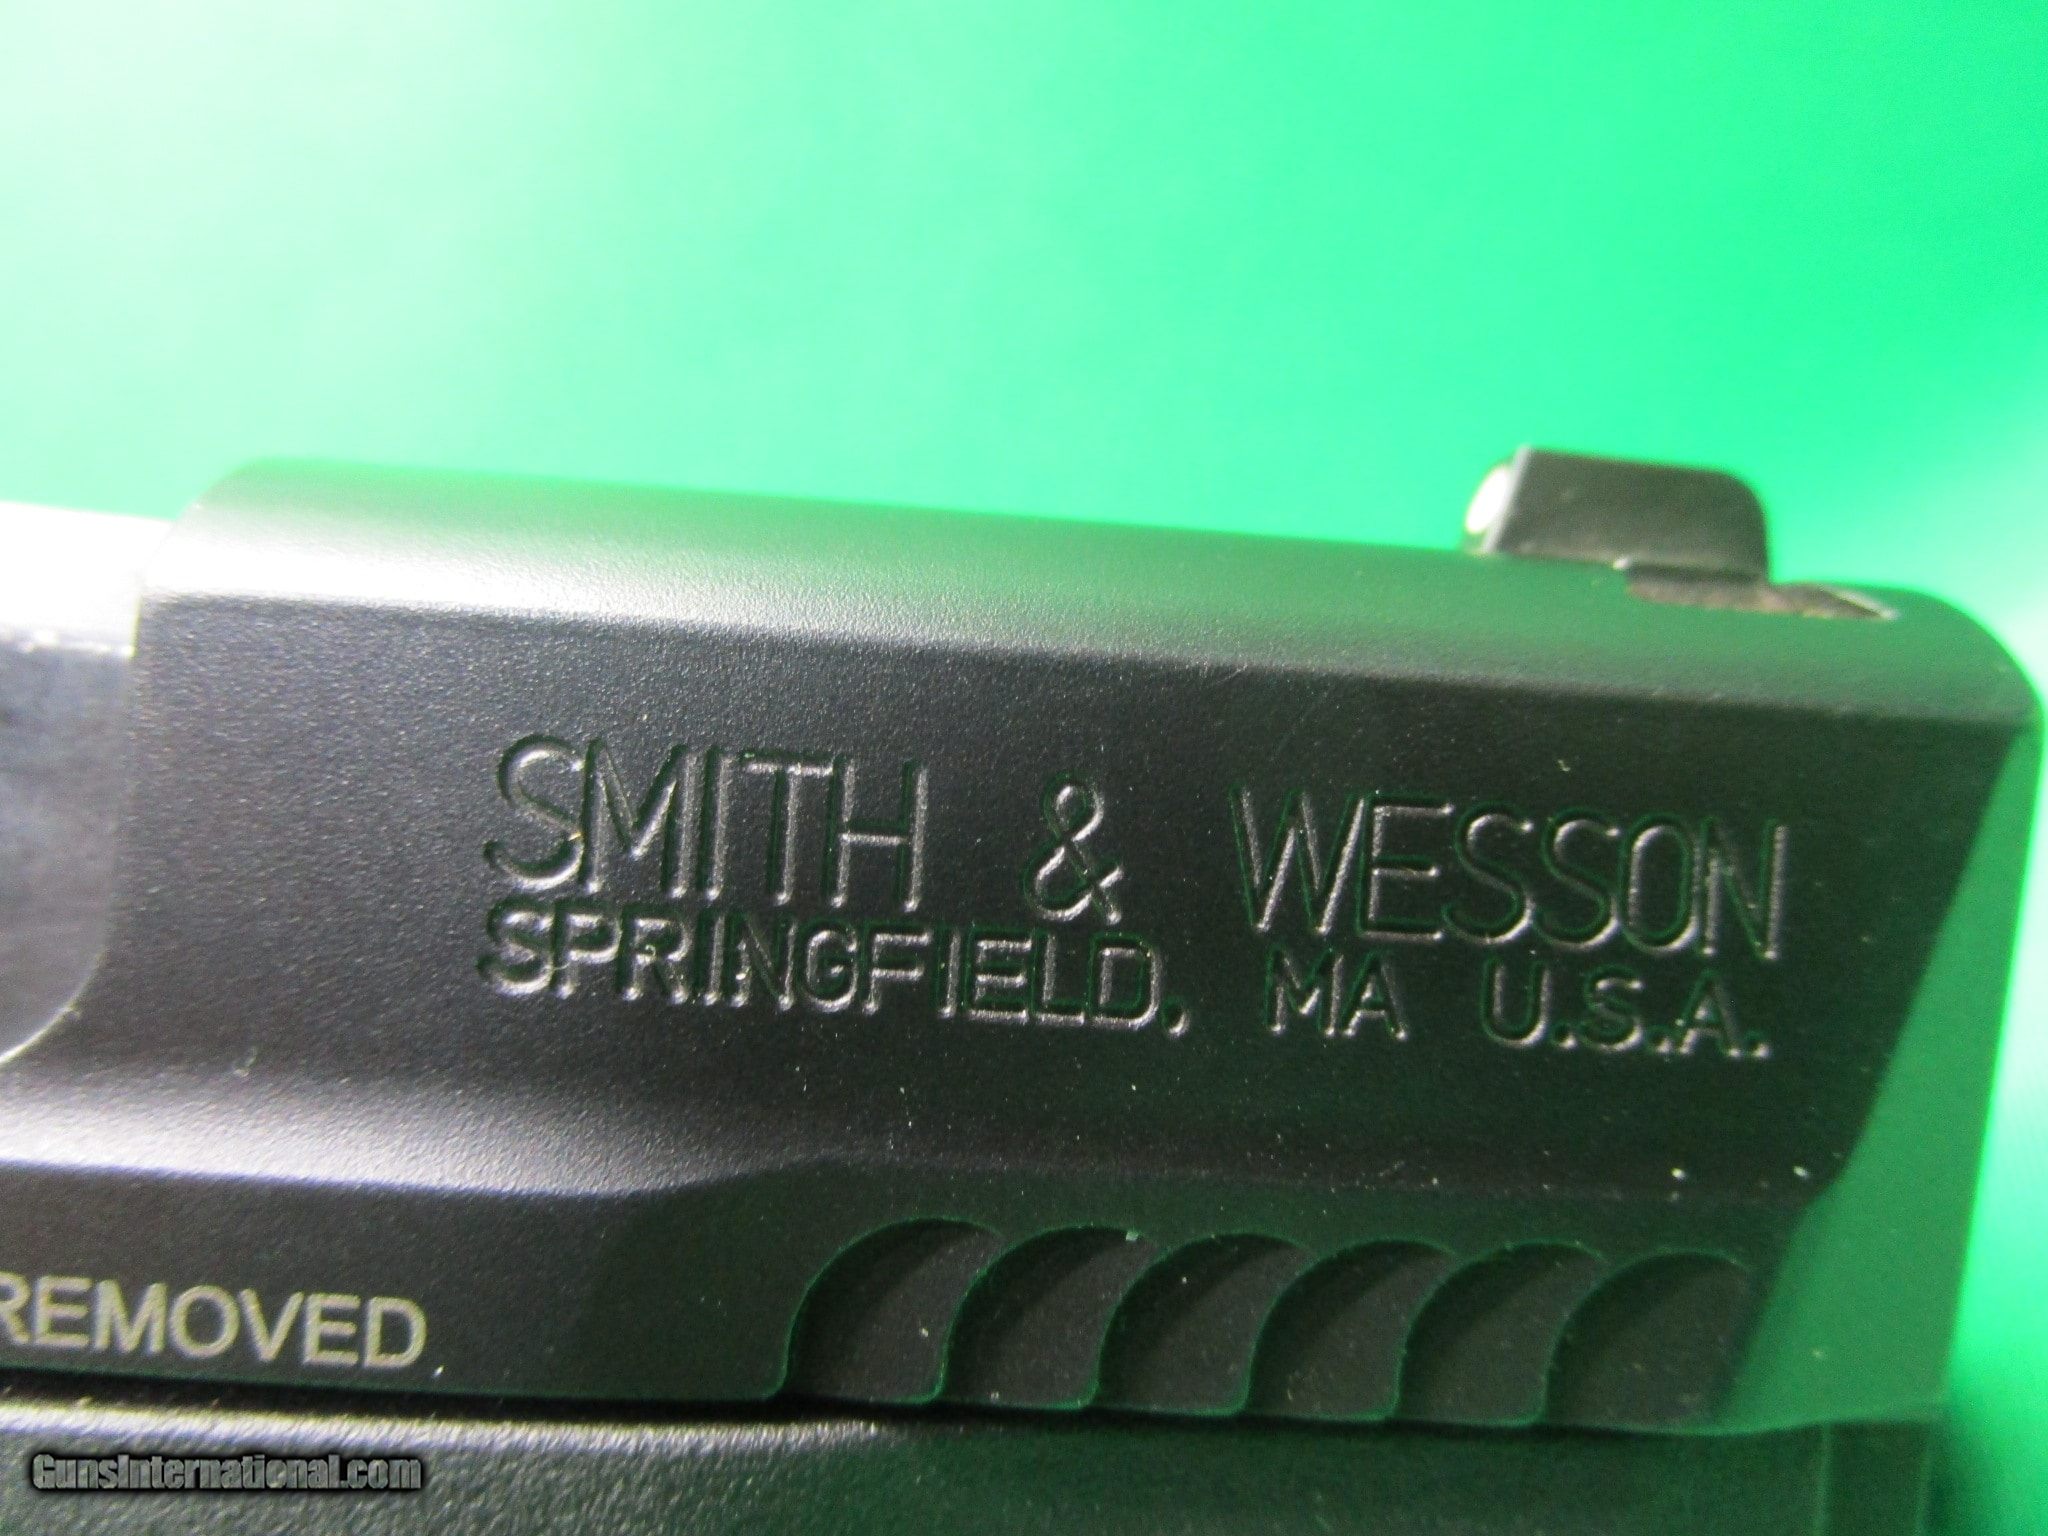 SMITH & WESSON
SPRINGFIELD, MA U.S.A.
REMOVED
GunsInternational.com